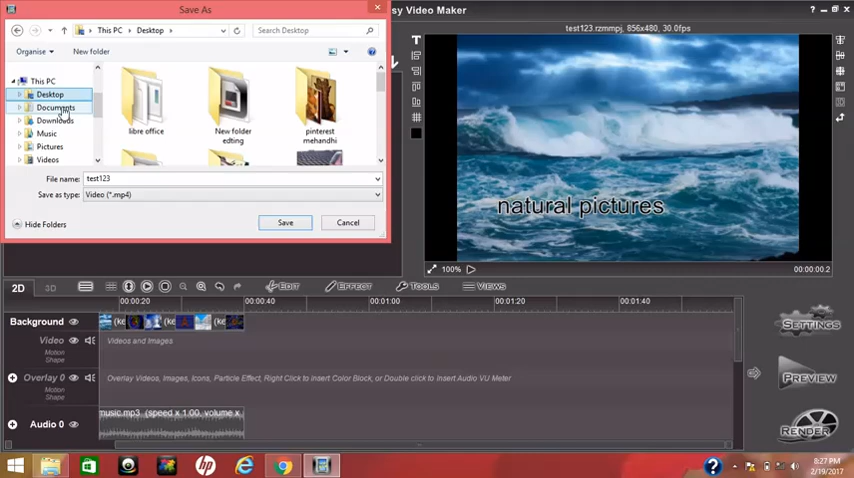 Save As
sy Video Maker
This PC
Desktop
Search Desktop
test123.rzmmpj, 856x480, 30.0fps
Organise
New folder
This PC
Desktop
Documents
Downloads
Music
Pictures
Videos
libre office
New folder
edting
pinterest
mehandhi
File name:
test123
Save as type:
Video (*.mp4)
Hide Folders
Save
Cancel
natural pictures
100%
00:00:00.2
2D
3D
EDIT
EFFECT
TOOLS
VIEWS
00:00:20
00:00:40
00:01:00
00:01:20
00:01:40
Background
(ke
(ke
(ke
Video
Motion
Shape
Videos and Images
Overlay 0
Motion
Shape
Overlay Videos, Images, Icons, Particle Effect, Right Click to Insert Color Block, or Double click to Insert Audio VU Meter
Audio 0
music.mp3 (speed x 1.00, volume x
SETTINGS
PREVIEW
RENDER
8:27 PM
2/19/2017